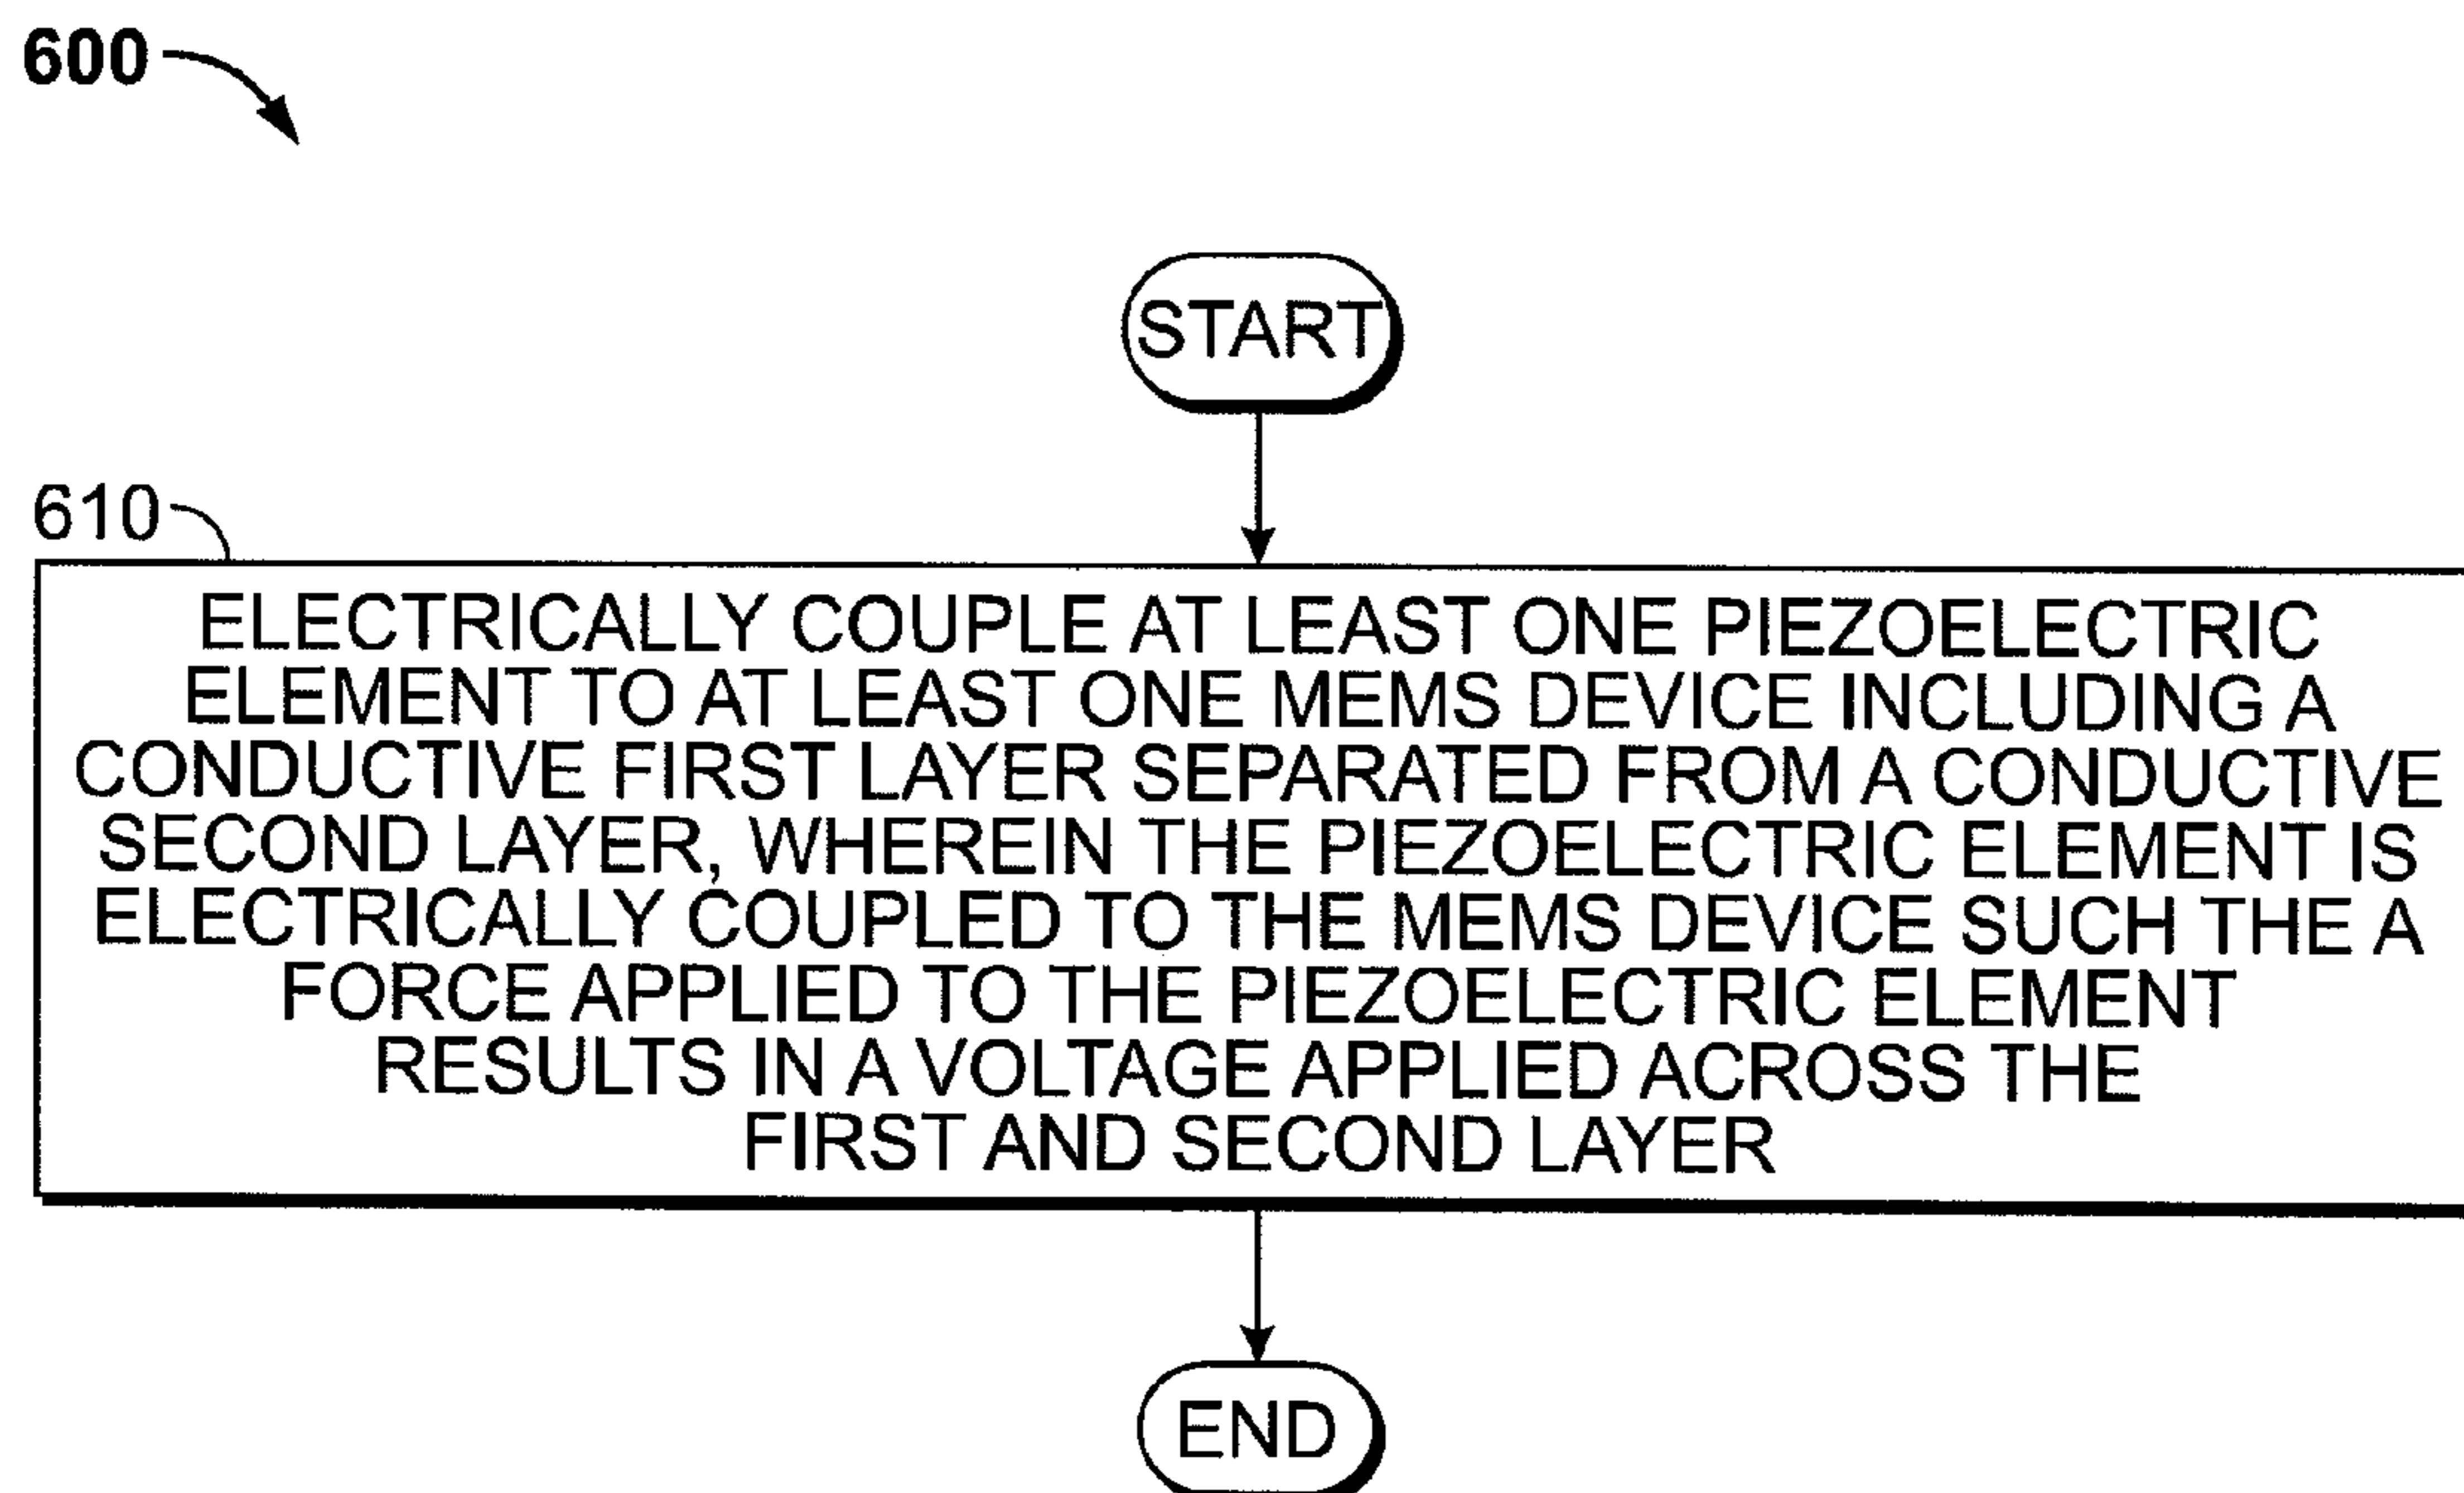 600
START
610
ELECTRICALLY COUPLE AT LEAST ONE PIEZOELECTRIC
ELEMENT TO AT LEAST ONE MEMS DEVICE INCLUDING A
CONDUCTIVE FIRST LAYER SEPARATED FROM A CONDUCTIVE
SECOND LAYER, WHEREIN THE PIEZOELECTRIC ELEMENT IS
ELECTRICALLY COUPLED TO THE MEMS DEVICE SUCH THE A
FORCE APPLIED TO THE PIEZOELECTRIC ELEMENT
RESULTS IN A VOLTAGE APPLIED ACROSS THE
FIRST AND SECOND LAYER
END